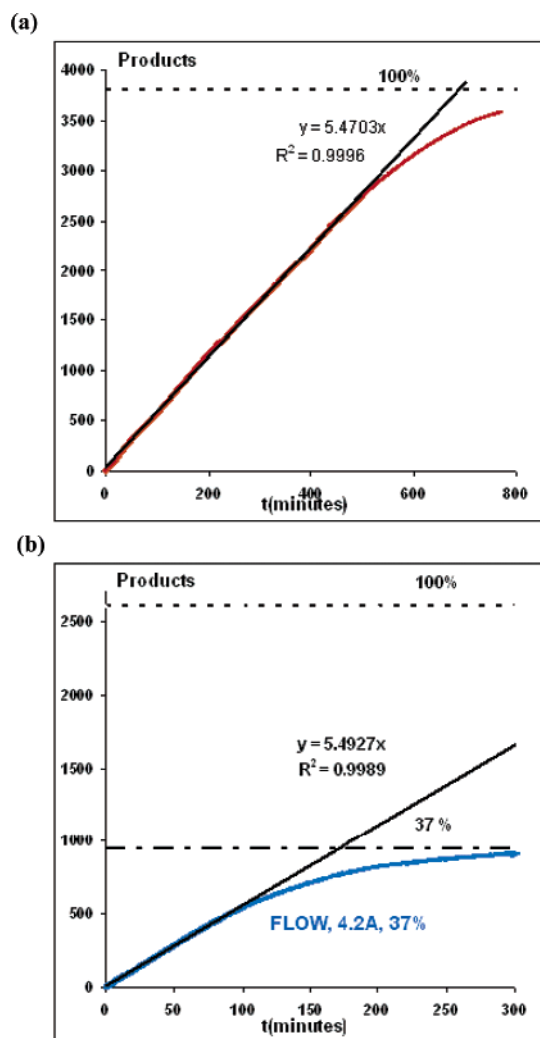 (a)
Products
100%
4000
3500
3000
2500
2000
1500
1000
500
0
y = 5.4703x
R² = 0.9996
0 200 400 600 800
t(minutes)
(b)
Products
100%
2500
2000
1500
1000
500
0
y = 5.4927x
R² = 0.9989
37 %
FLOW, 4.2A, 37%
0 50 100 150 200 250 300
t(minutes)